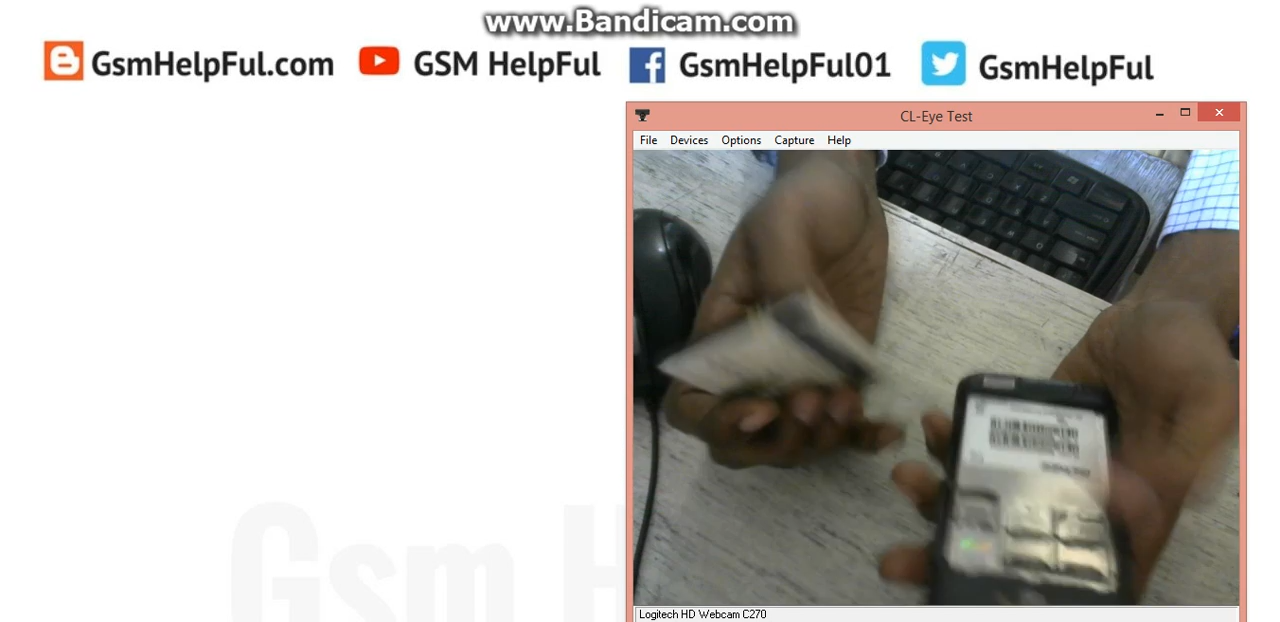 www.Bandicam.com
GsmHelpFul.com GSM HelpFul GsmHelpFul01 GsmHelpFul
CL-Eye Test
File Devices Options Capture Help
Gsm H
Logitech HD Webcam C270